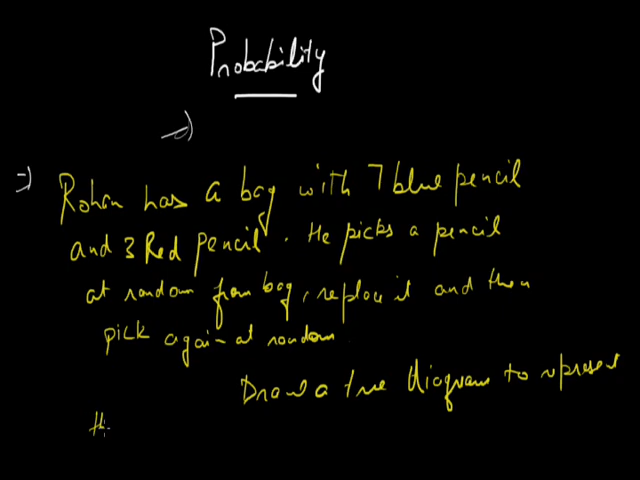 Probability
Rohan has a bag with 7 blue pencil
and 3 Red pencil. He picks a pencil
at random from bag, replace it and then
pick again at random.
Draw a tree diagram to represent
th